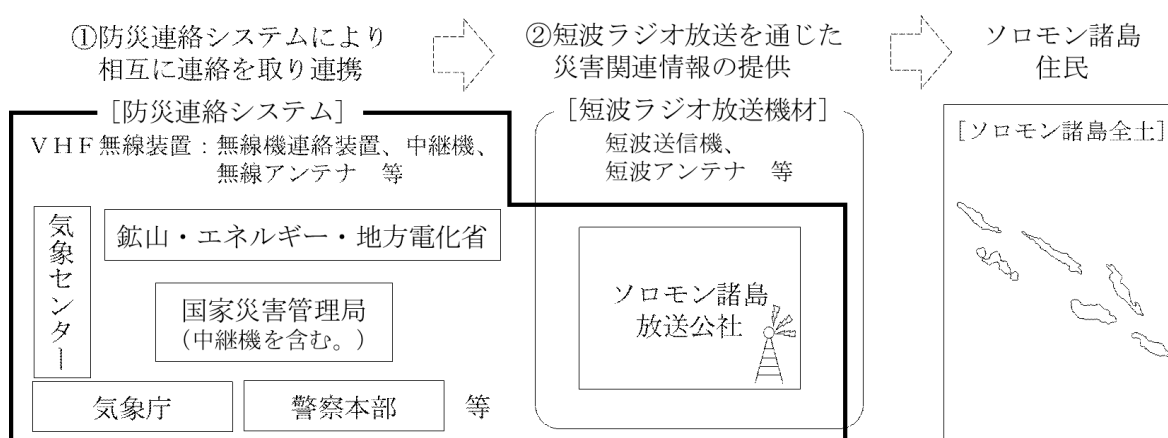 ①防災連絡システムにより
相互に連絡を取り連携
②短波ラジオ放送を通じた
災害関連情報の提供
ソロモン諸島
住民
[防災連絡システム]
ＶＨＦ無線装置：無線機連絡装置、中継機、
無線アンテナ　等
[短波ラジオ放送機材]
短波送信機、
短波アンテナ　等
[ソロモン諸島全土]
気象センター
鉱山・エネルギー・地方電化省
国家災害管理局
（中継機を含む。）
気象庁
警察本部
等
ソロモン諸島
放送公社